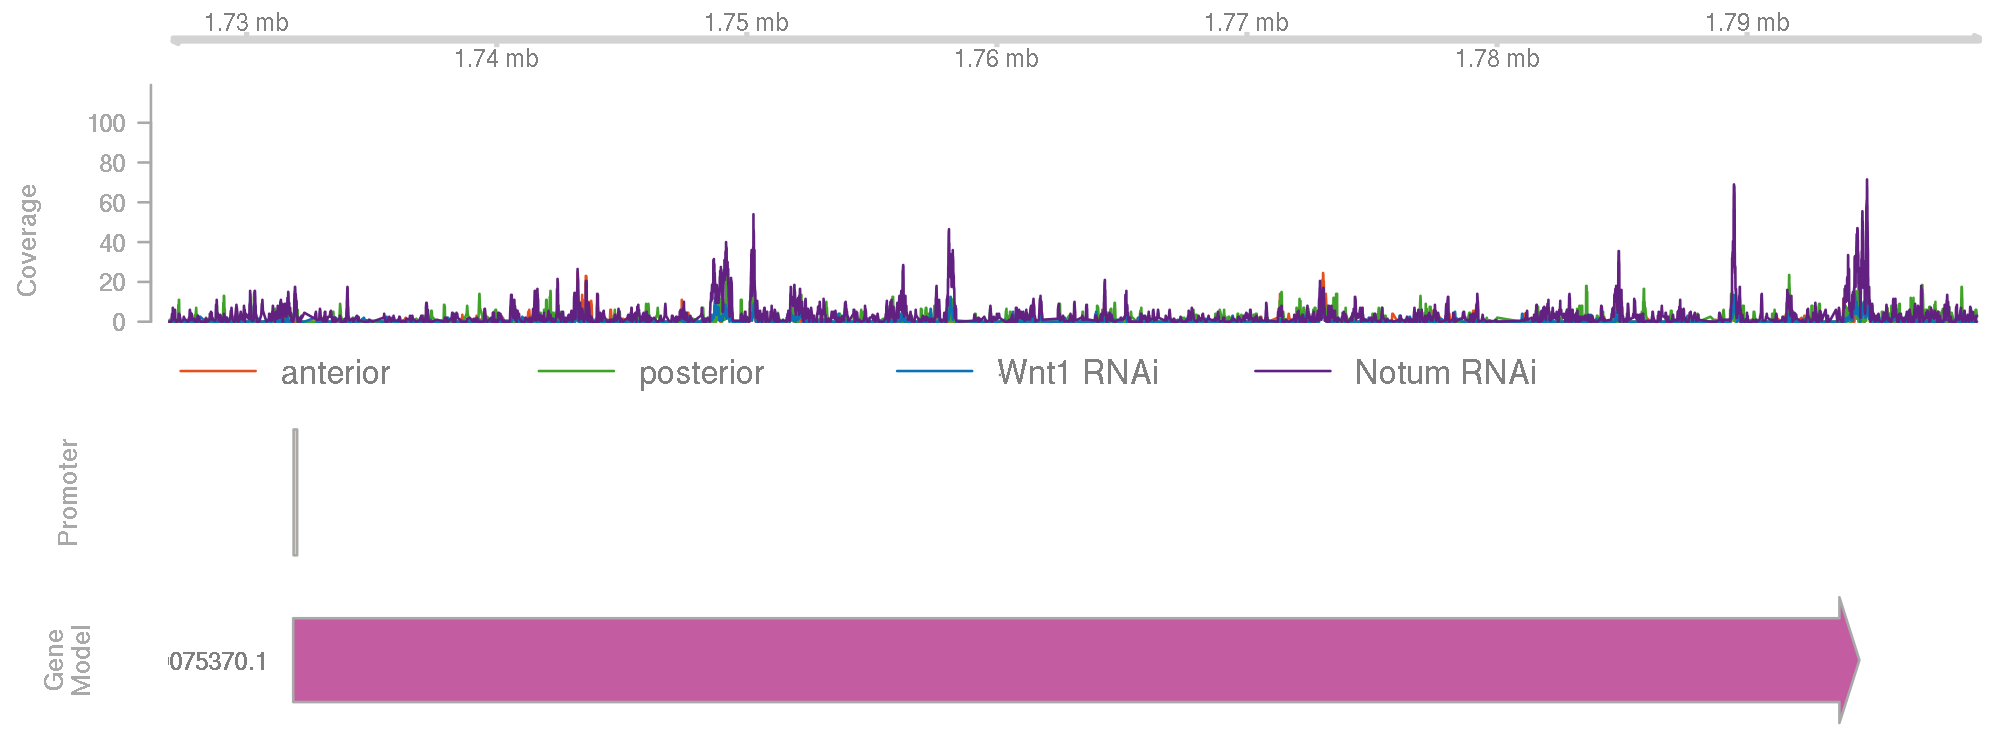 1.73 mb 1.75 mb 1.77 mb 1.79 mb
1.74 mb 1.76 mb 1.78 mb
Coverage
100
80
60
40
20
0
anterior posterior Wnt1 RNAi Notum RNAi
Promoter
Gene
Model
075370.1